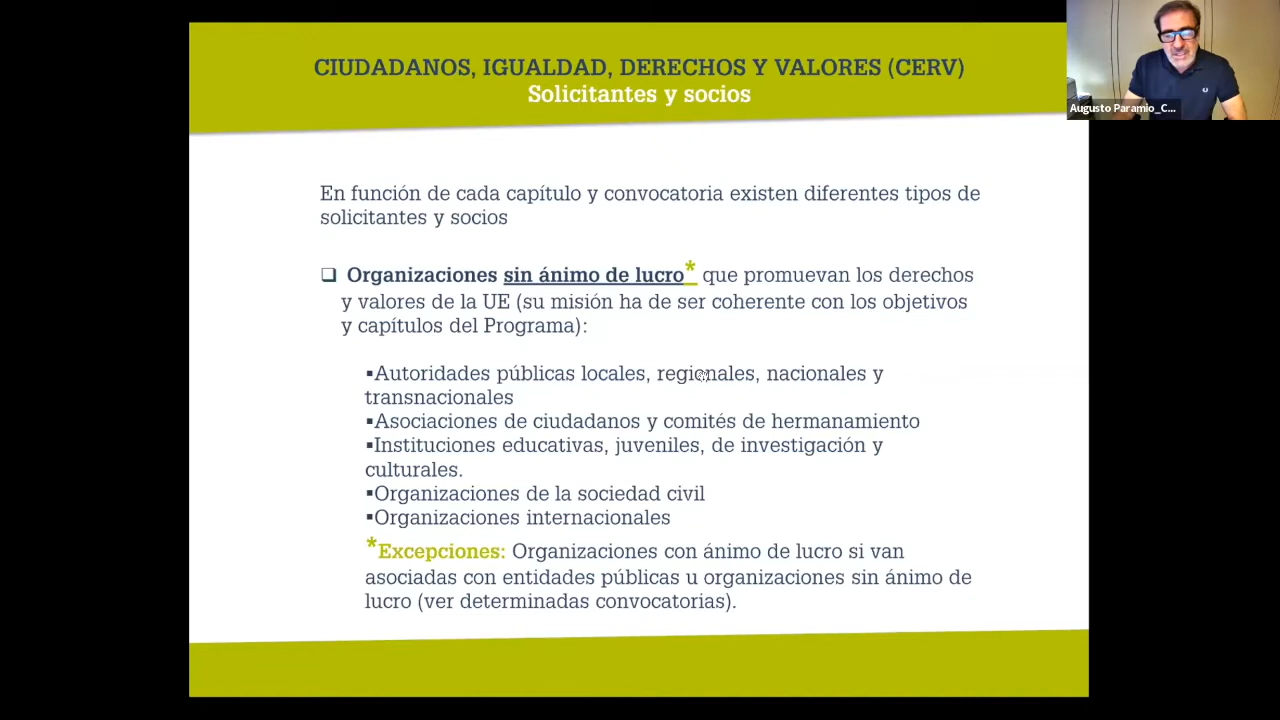 CIUDADANOS, IGUALDAD, DERECHOS Y VALORES (CERV)
Solicitantes y socios
Augusto Paramio_C...
En función de cada capítulo y convocatoria existen diferentes tipos de
solicitantes y socios
❑ Organizaciones sin ánimo de lucro* que promuevan los derechos
y valores de la UE (su misión ha de ser coherente con los objetivos
y capítulos del Programa):
▪Autoridades públicas locales, regionales, nacionales y
transnacionales
▪Asociaciones de ciudadanos y comités de hermanamiento
▪Instituciones educativas, juveniles, de investigación y
culturales.
▪Organizaciones de la sociedad civil
▪Organizaciones internacionales
*Excepciones: Organizaciones con ánimo de lucro si van
asociadas con entidades públicas u organizaciones sin ánimo de
lucro (ver determinadas convocatorias).